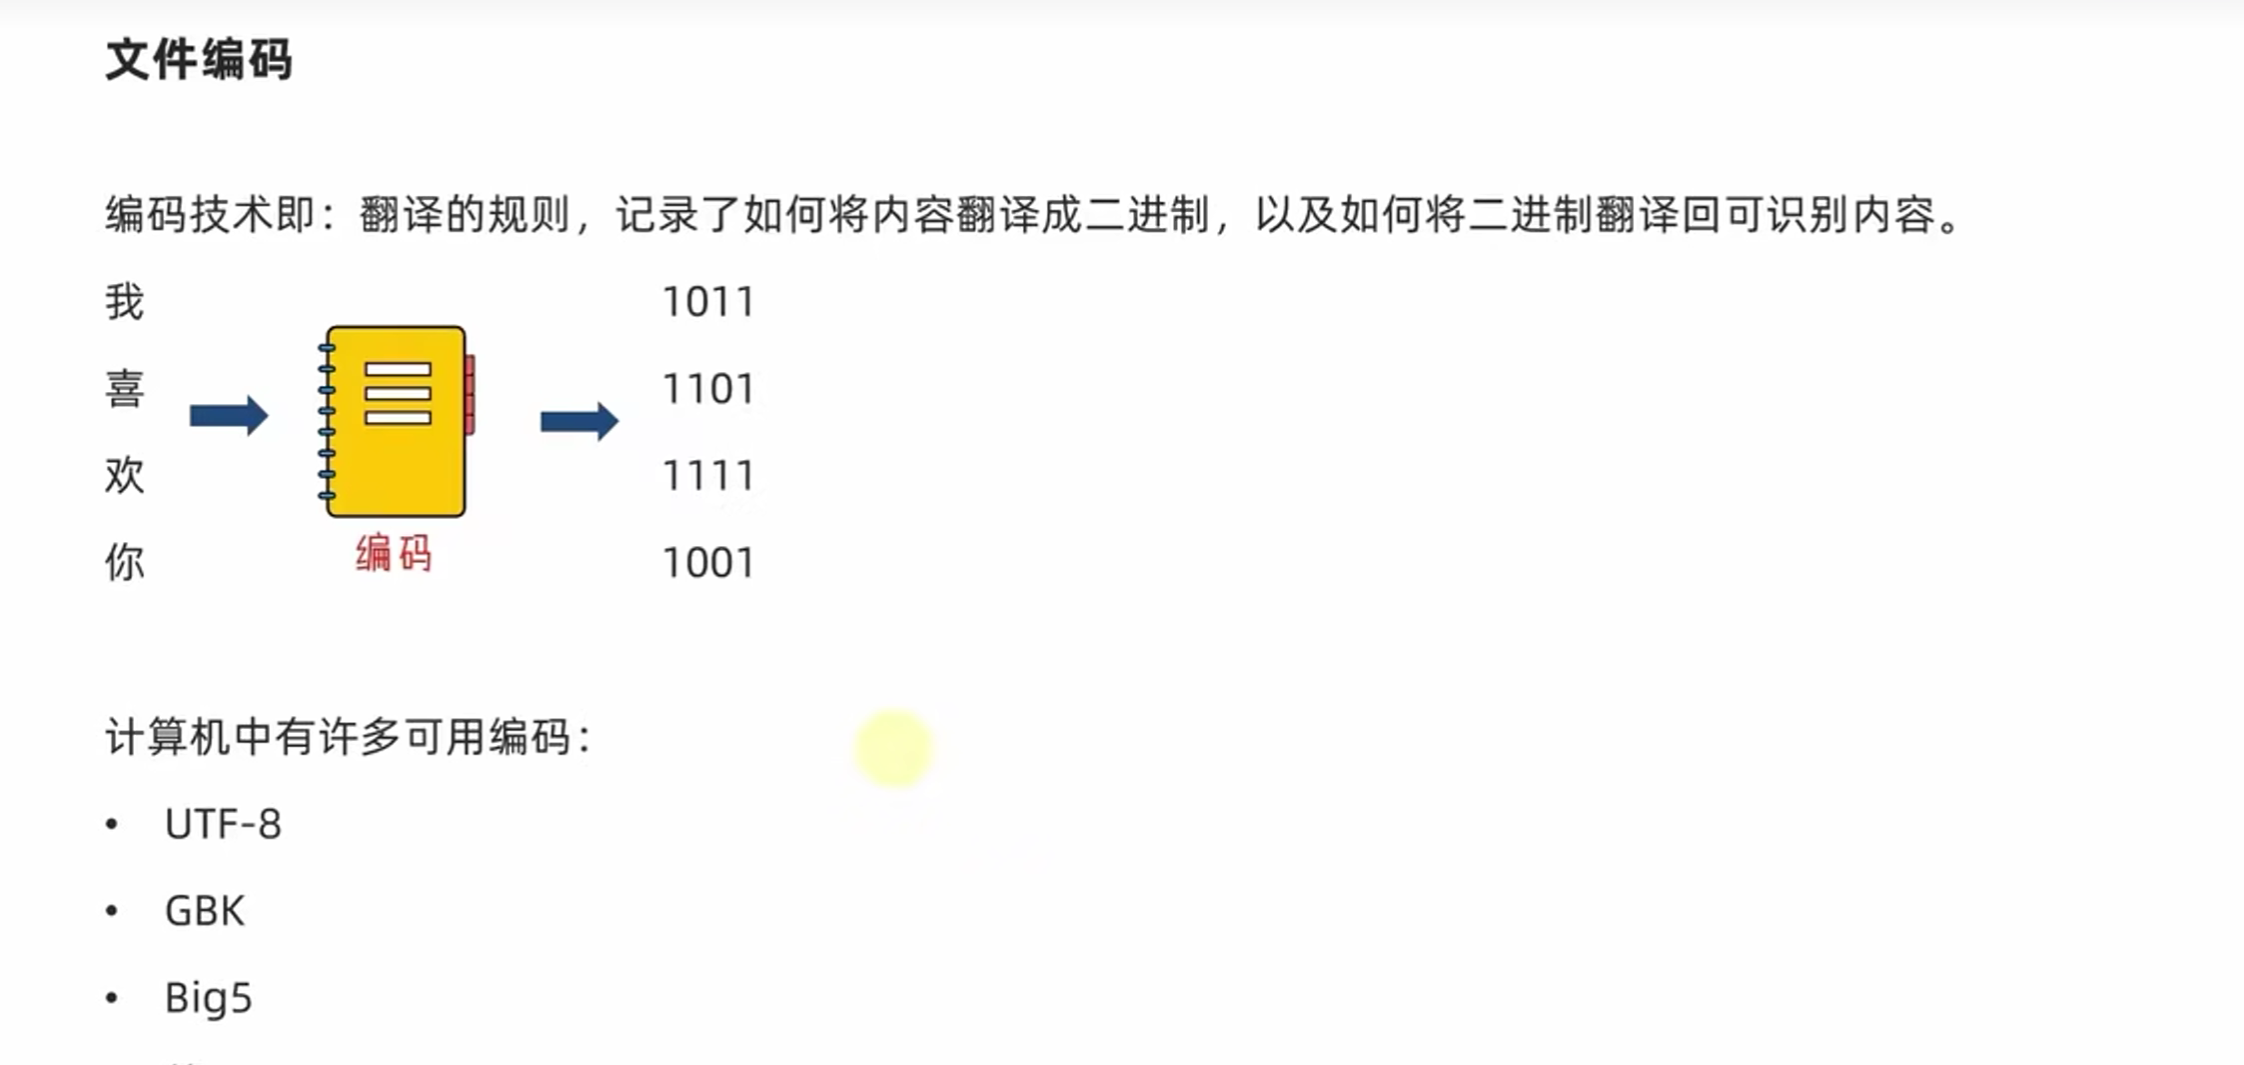 文件编码
编码技术即：翻译的规则，记录了如何将内容翻译成二进制，以及如何将二进制翻译回可识别内容。
我 1011
喜 1101
欢 1111
你 1001
编码
计算机中有许多可用编码：
• UTF-8
• GBK
• Big5